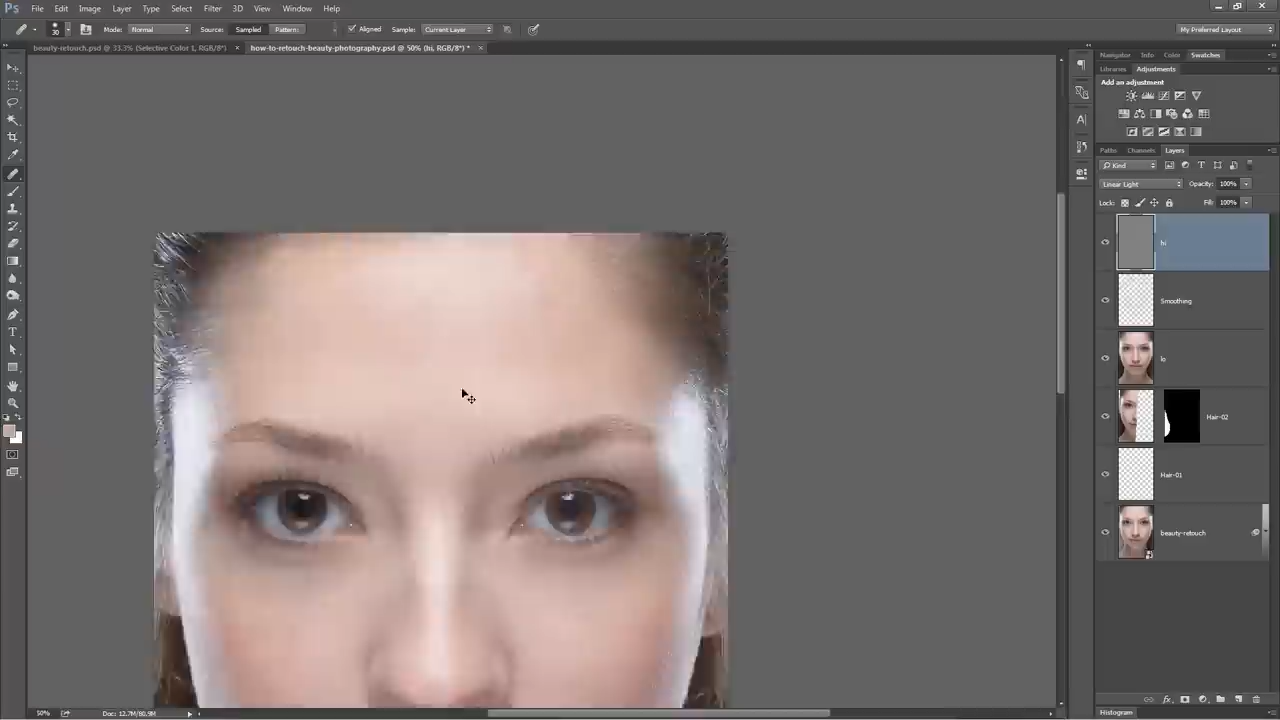 Ps File Edit Image Layer Type Select Filter 3D View Window Help
30 Mode: Normal Source: Sampled Pattern: Aligned Sample: Current Layer My Preferred Layout
beauty-retouch.psd @ 33.3% (Selective Color 1, RGB/8*) × how-to-retouch-beauty-photography.psd @ 50% (hi, RGB/8*) * ×
Navigator Info Color Swatches
Libraries Adjustments
Add an adjustment
Paths Channels Layers
Kind
Linear Light Opacity: 100%
Lock: Fill: 100%
hi
Smoothing
lo
Hair-02
Hair-01
beauty-retouch
50% Doc: 12.7M/80.9M
Histogram